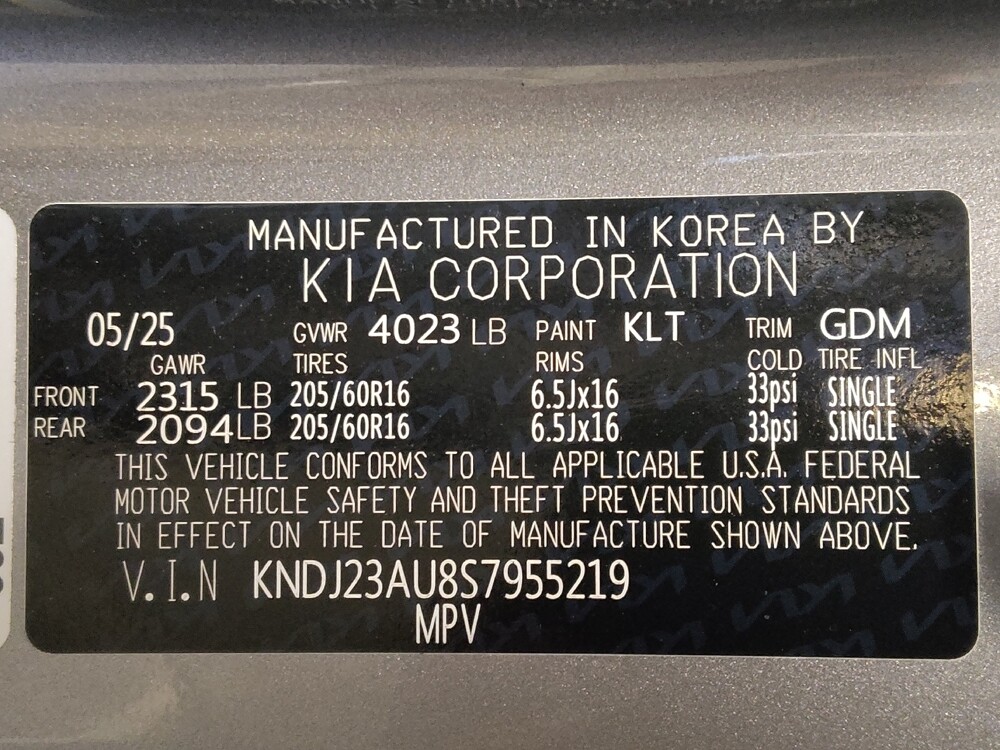 MANUFACTURED IN KOREA BY
KIA CORPORATION
05/25 GVWR 4023 LB PAINT KLT TRIM GDM
GAWR TIRES RIMS COLD TIRE INFL
FRONT 2315 LB 205/60R16 6.5Jx16 33psi SINGLE
REAR 2094LB 205/60R16 6.5Jx16 33psi SINGLE
THIS VEHICLE CONFORMS TO ALL APPLICABLE U.S.A. FEDERAL
MOTOR VEHICLE SAFETY AND THEFT PREVENTION STANDARDS
IN EFFECT ON THE DATE OF MANUFACTURE SHOWN ABOVE.
V.I.N KNDJ23AU8S7955219
MPV